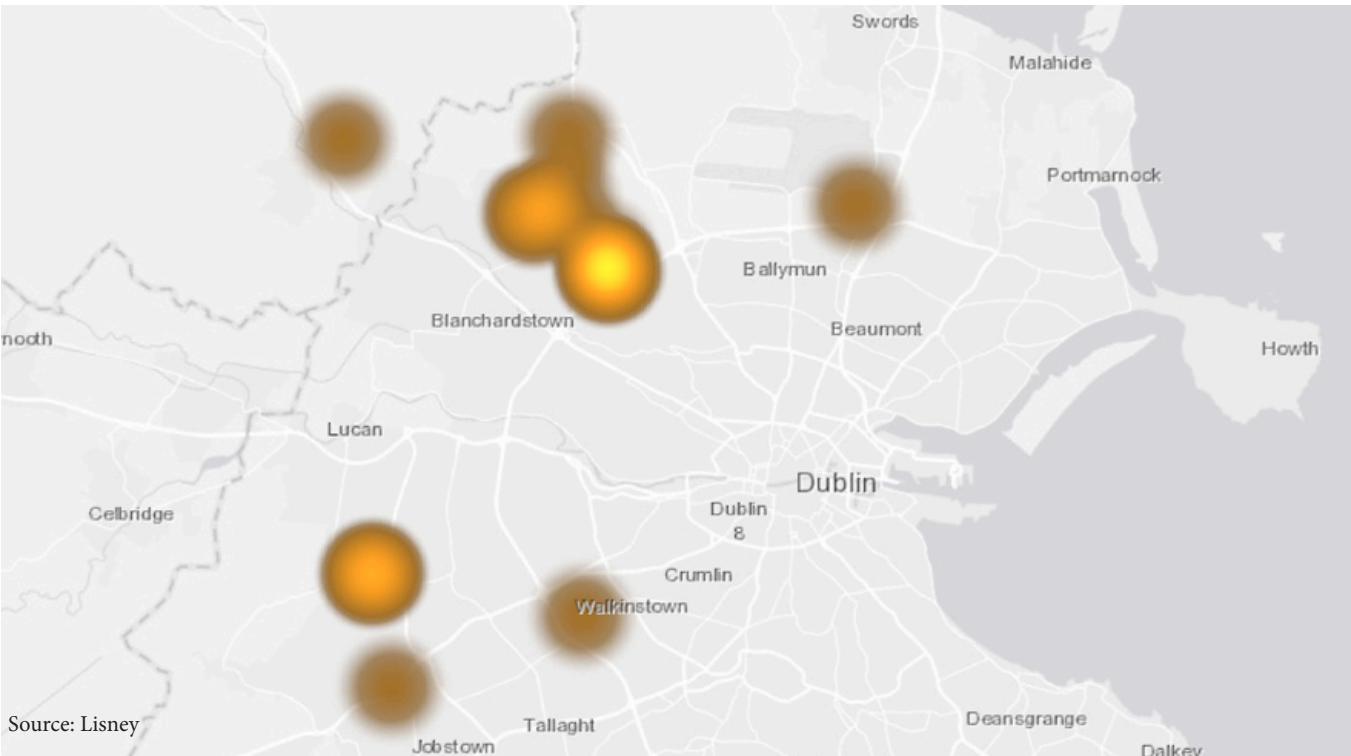 Swords
Malahide
Portmarnock
Ballymun
Blanchardstown
Beaumont
nooth
Howth
Lucan
Dublin
Celbridge
Dublin
8
Crumlin
Walkinstown
Deansgrange
Source: Lisney
Tallaght
Jobstown
Dalkey